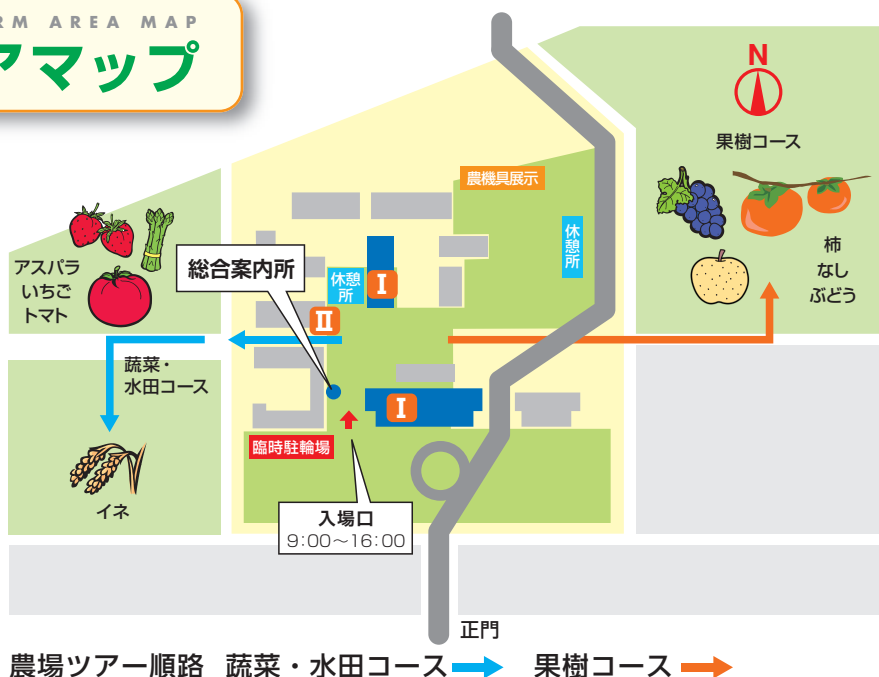 RM AREA MAP
アマップ
N
果樹コース
農機具展示
休憩所
柿
なし
ぶどう
アスパラ
いちご
トマト
総合案内所
休憩
所
I
II
蔬菜・
水田コース
I
臨時駐輪場
イネ
入場口
9:00〜16:00
正門
農場ツアー順路 蔬菜・水田コース 果樹コース